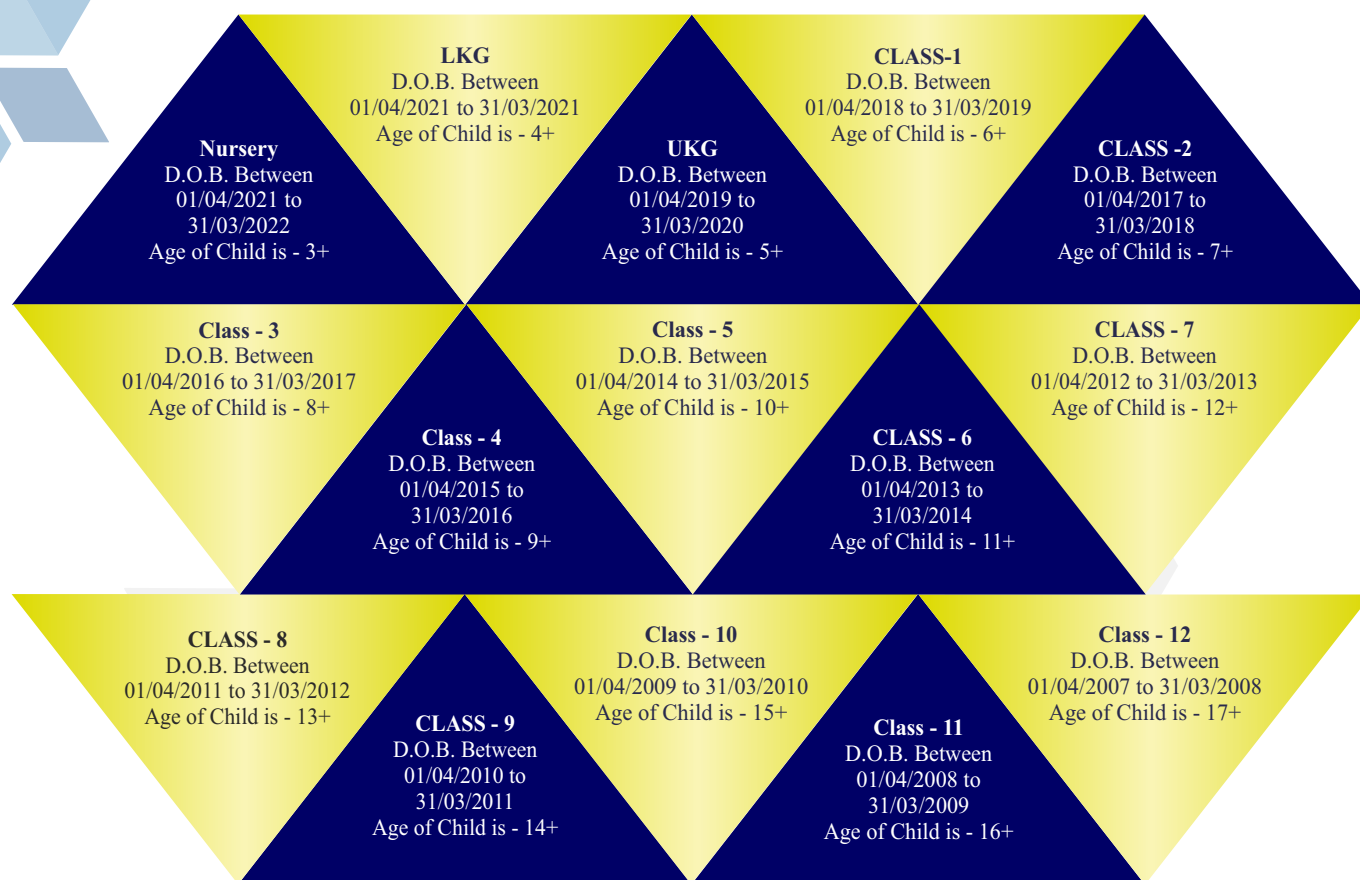 Nursery
D.O.B. Between
01/04/2021 to
31/03/2022
Age of Child is - 3+
LKG
D.O.B. Between
01/04/2021 to 31/03/2021
Age of Child is - 4+
UKG
D.O.B. Between
01/04/2019 to
31/03/2020
Age of Child is - 5+
CLASS-1
D.O.B. Between
01/04/2018 to 31/03/2019
Age of Child is - 6+
CLASS -2
D.O.B. Between
01/04/2017 to
31/03/2018
Age of Child is - 7+
Class - 3
D.O.B. Between
01/04/2016 to 31/03/2017
Age of Child is - 8+
Class - 4
D.O.B. Between
01/04/2015 to
31/03/2016
Age of Child is - 9+
Class - 5
D.O.B. Between
01/04/2014 to 31/03/2015
Age of Child is - 10+
CLASS - 6
D.O.B. Between
01/04/2013 to
31/03/2014
Age of Child is - 11+
CLASS - 7
D.O.B. Between
01/04/2012 to 31/03/2013
Age of Child is - 12+
CLASS - 8
D.O.B. Between
01/04/2011 to 31/03/2012
Age of Child is - 13+
CLASS - 9
D.O.B. Between
01/04/2010 to
31/03/2011
Age of Child is - 14+
Class - 10
D.O.B. Between
01/04/2009 to 31/03/2010
Age of Child is - 15+
Class - 11
D.O.B. Between
01/04/2008 to
31/03/2009
Age of Child is - 16+
Class - 12
D.O.B. Between
01/04/2007 to 31/03/2008
Age of Child is - 17+